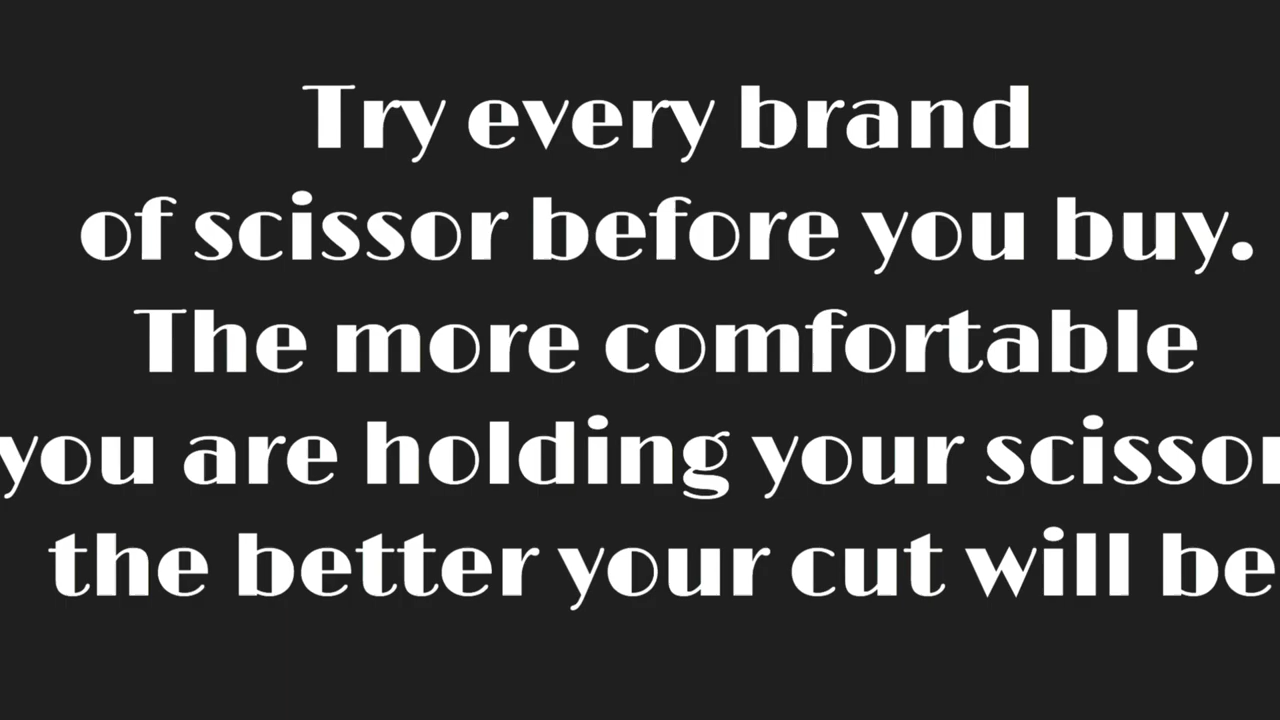 Try every brand
of scissor before you buy.
The more comfortable
you are holding your scissor
the better your cut will be